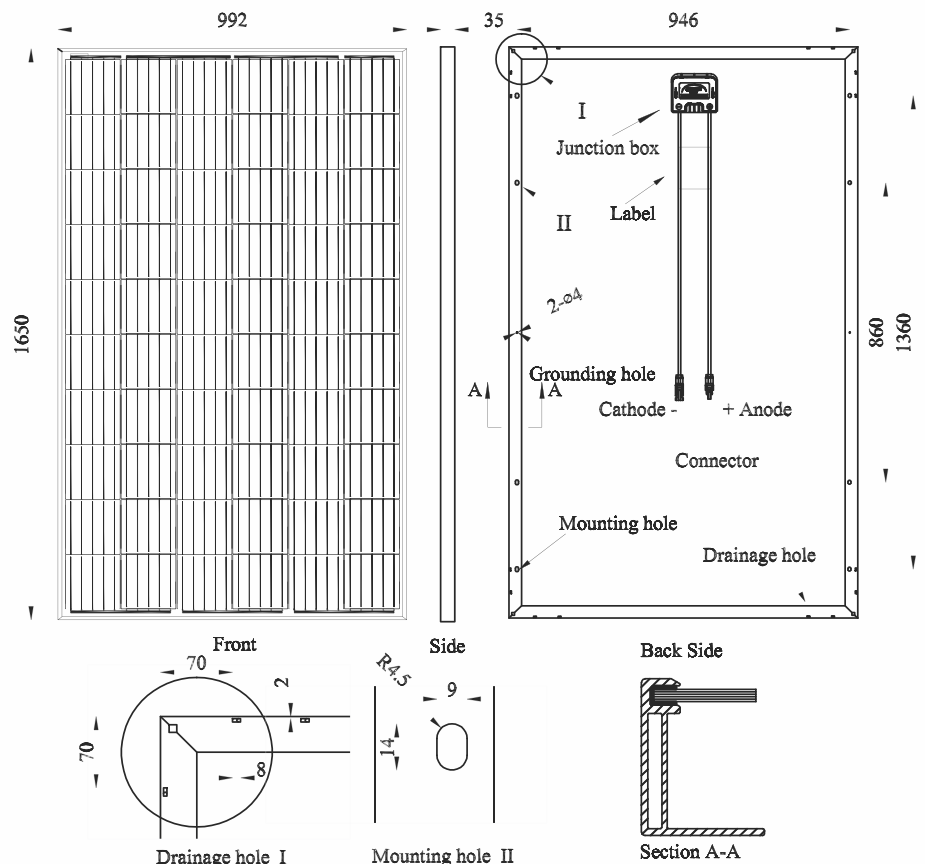 992
35
946
I
Junction box
Label
II
1650
2-ø4
860
1360
Grounding hole
A
A
Cathode -
+ Anode
Connector
Mounting hole
Drainage hole
Front
Side
Back Side
70
2
70
8
Drainage hole I
R4.5
9
14
Mounting hole II
Section A-A